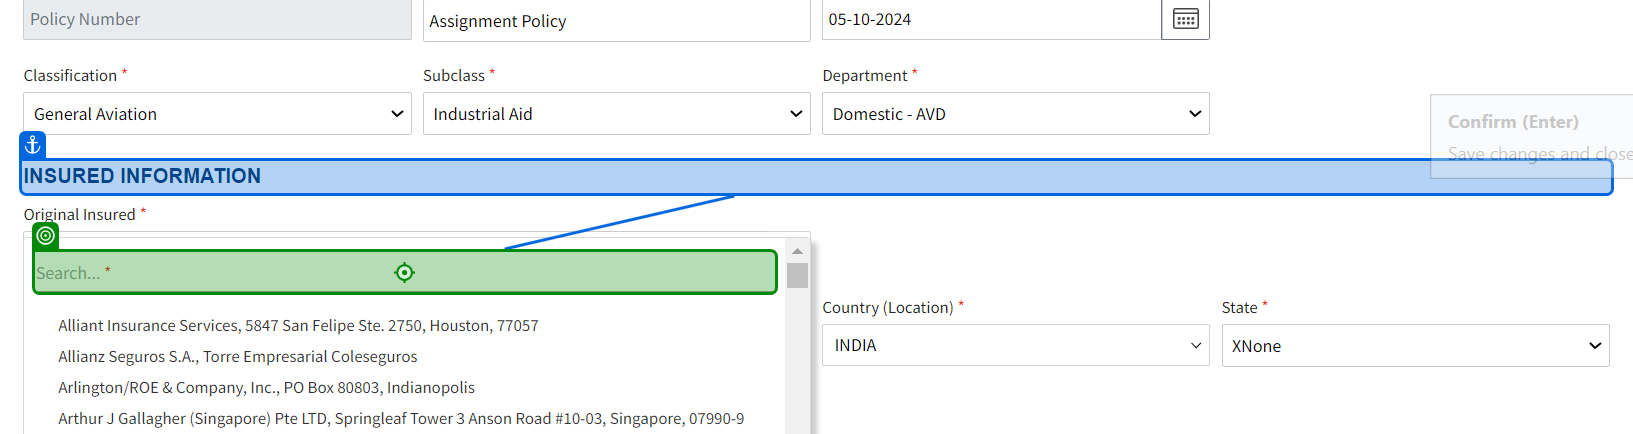 Policy Number
Assignment Policy
05-10-2024
Classification *
Subclass *
Department *
General Aviation
Industrial Aid
Domestic - AVD
Confirm (Enter)
Save changes and close
INSURED INFORMATION
Original Insured *
Search... *
Alliant Insurance Services, 5847 San Felipe Ste. 2750, Houston, 77057
Allianz Seguros S.A., Torre Empresarial Coleseguros
Arlington/ROE & Company, Inc., PO Box 80803, Indianopolis
Arthur J Gallagher (Singapore) Pte LTD, Springleaf Tower 3 Anson Road #10-03, Singapore, 07990-9
Country (Location) *
State *
INDIA
XNone